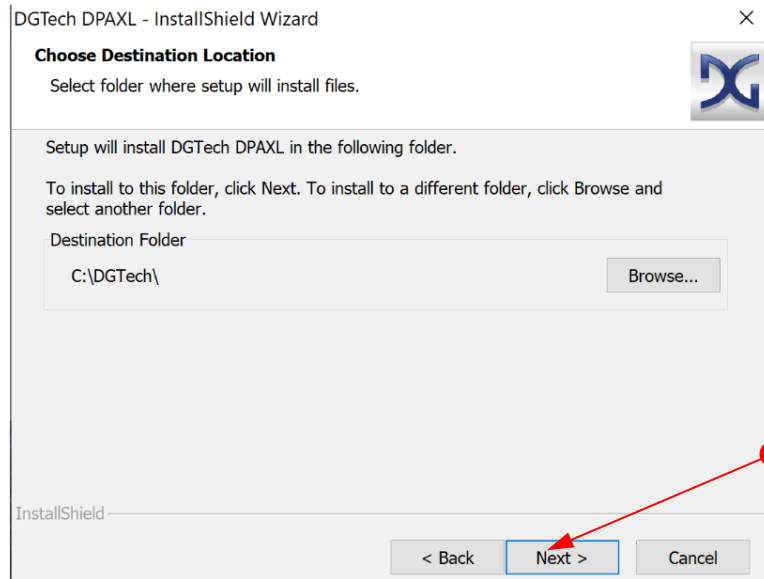 DGTech DPAXL - InstallShield Wizard
Choose Destination Location
Select folder where setup will install files.
DG
Setup will install DGTech DPAXL in the following folder.
To install to this folder, click Next. To install to a different folder, click Browse and
select another folder.
Destination Folder
C:\DGTech\
Browse...
InstallShield
< Back
Next >
Cancel